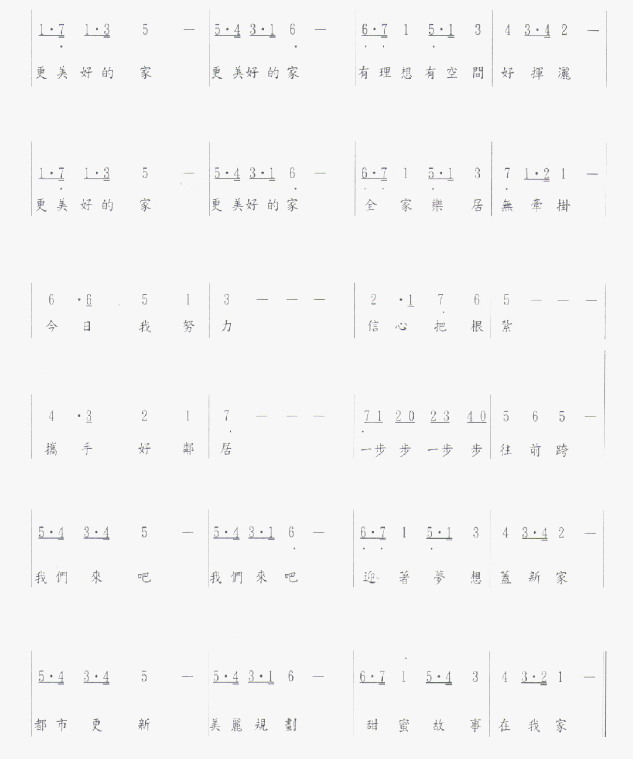 1·7 1·3 5 — 5·4 3·1 6 — 6·7 1 5·1 3 4 3·4 2 —
更美好的家 更美好的家 有理想有空間好揮灑
1·7 1·3 5 — 5·4 3·1 6 — 6·7 1 5·1 3 7 1·2 1 —
更美好的家 更美好的家 全家樂居無牽掛
6 ·6 5 1 3 — — — 2 ·1 7 6 5 — — —
今日我努力 信心把根紮
4 ·3 2 1 7 — — — 7 1 2 0 2 3 4 0 5 6 5 —
攜手好鄰居 一步步一步步往前跨
5·4 3·4 5 — 5·4 3·1 6 — 6·7 1 5·1 3 4 3·4 2 —
我們來吧 我們來吧 迎著夢想蓋新家
5·4 3·4 5 — 5·4 3·1 6 — 6·7 1 5·4 3 4 3·2 1 —
都市更新 美麗規劃 甜蜜故事在我家